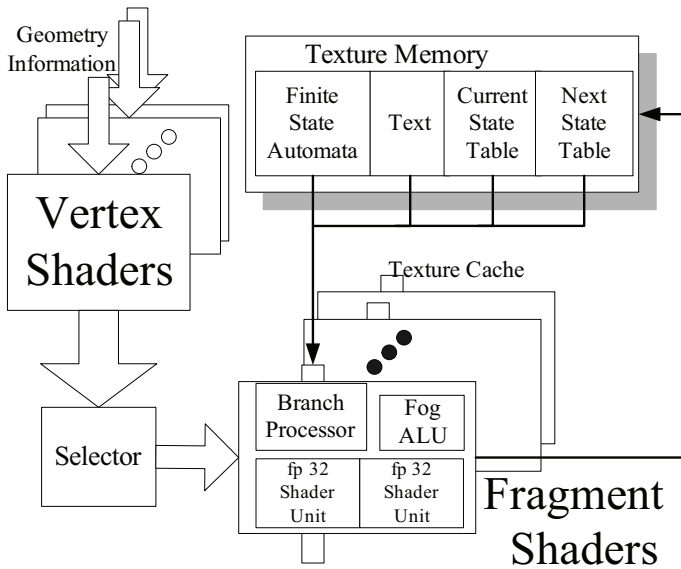 Geometry
Information
Texture Memory
Finite
State
Automata
Text
Current
State
Table
Next
State
Table
Vertex
Shaders
Texture Cache
Selector
Branch
Processor
Fog
ALU
fp 32
Shader
Unit
fp 32
Shader
Unit
Fragment
Shaders